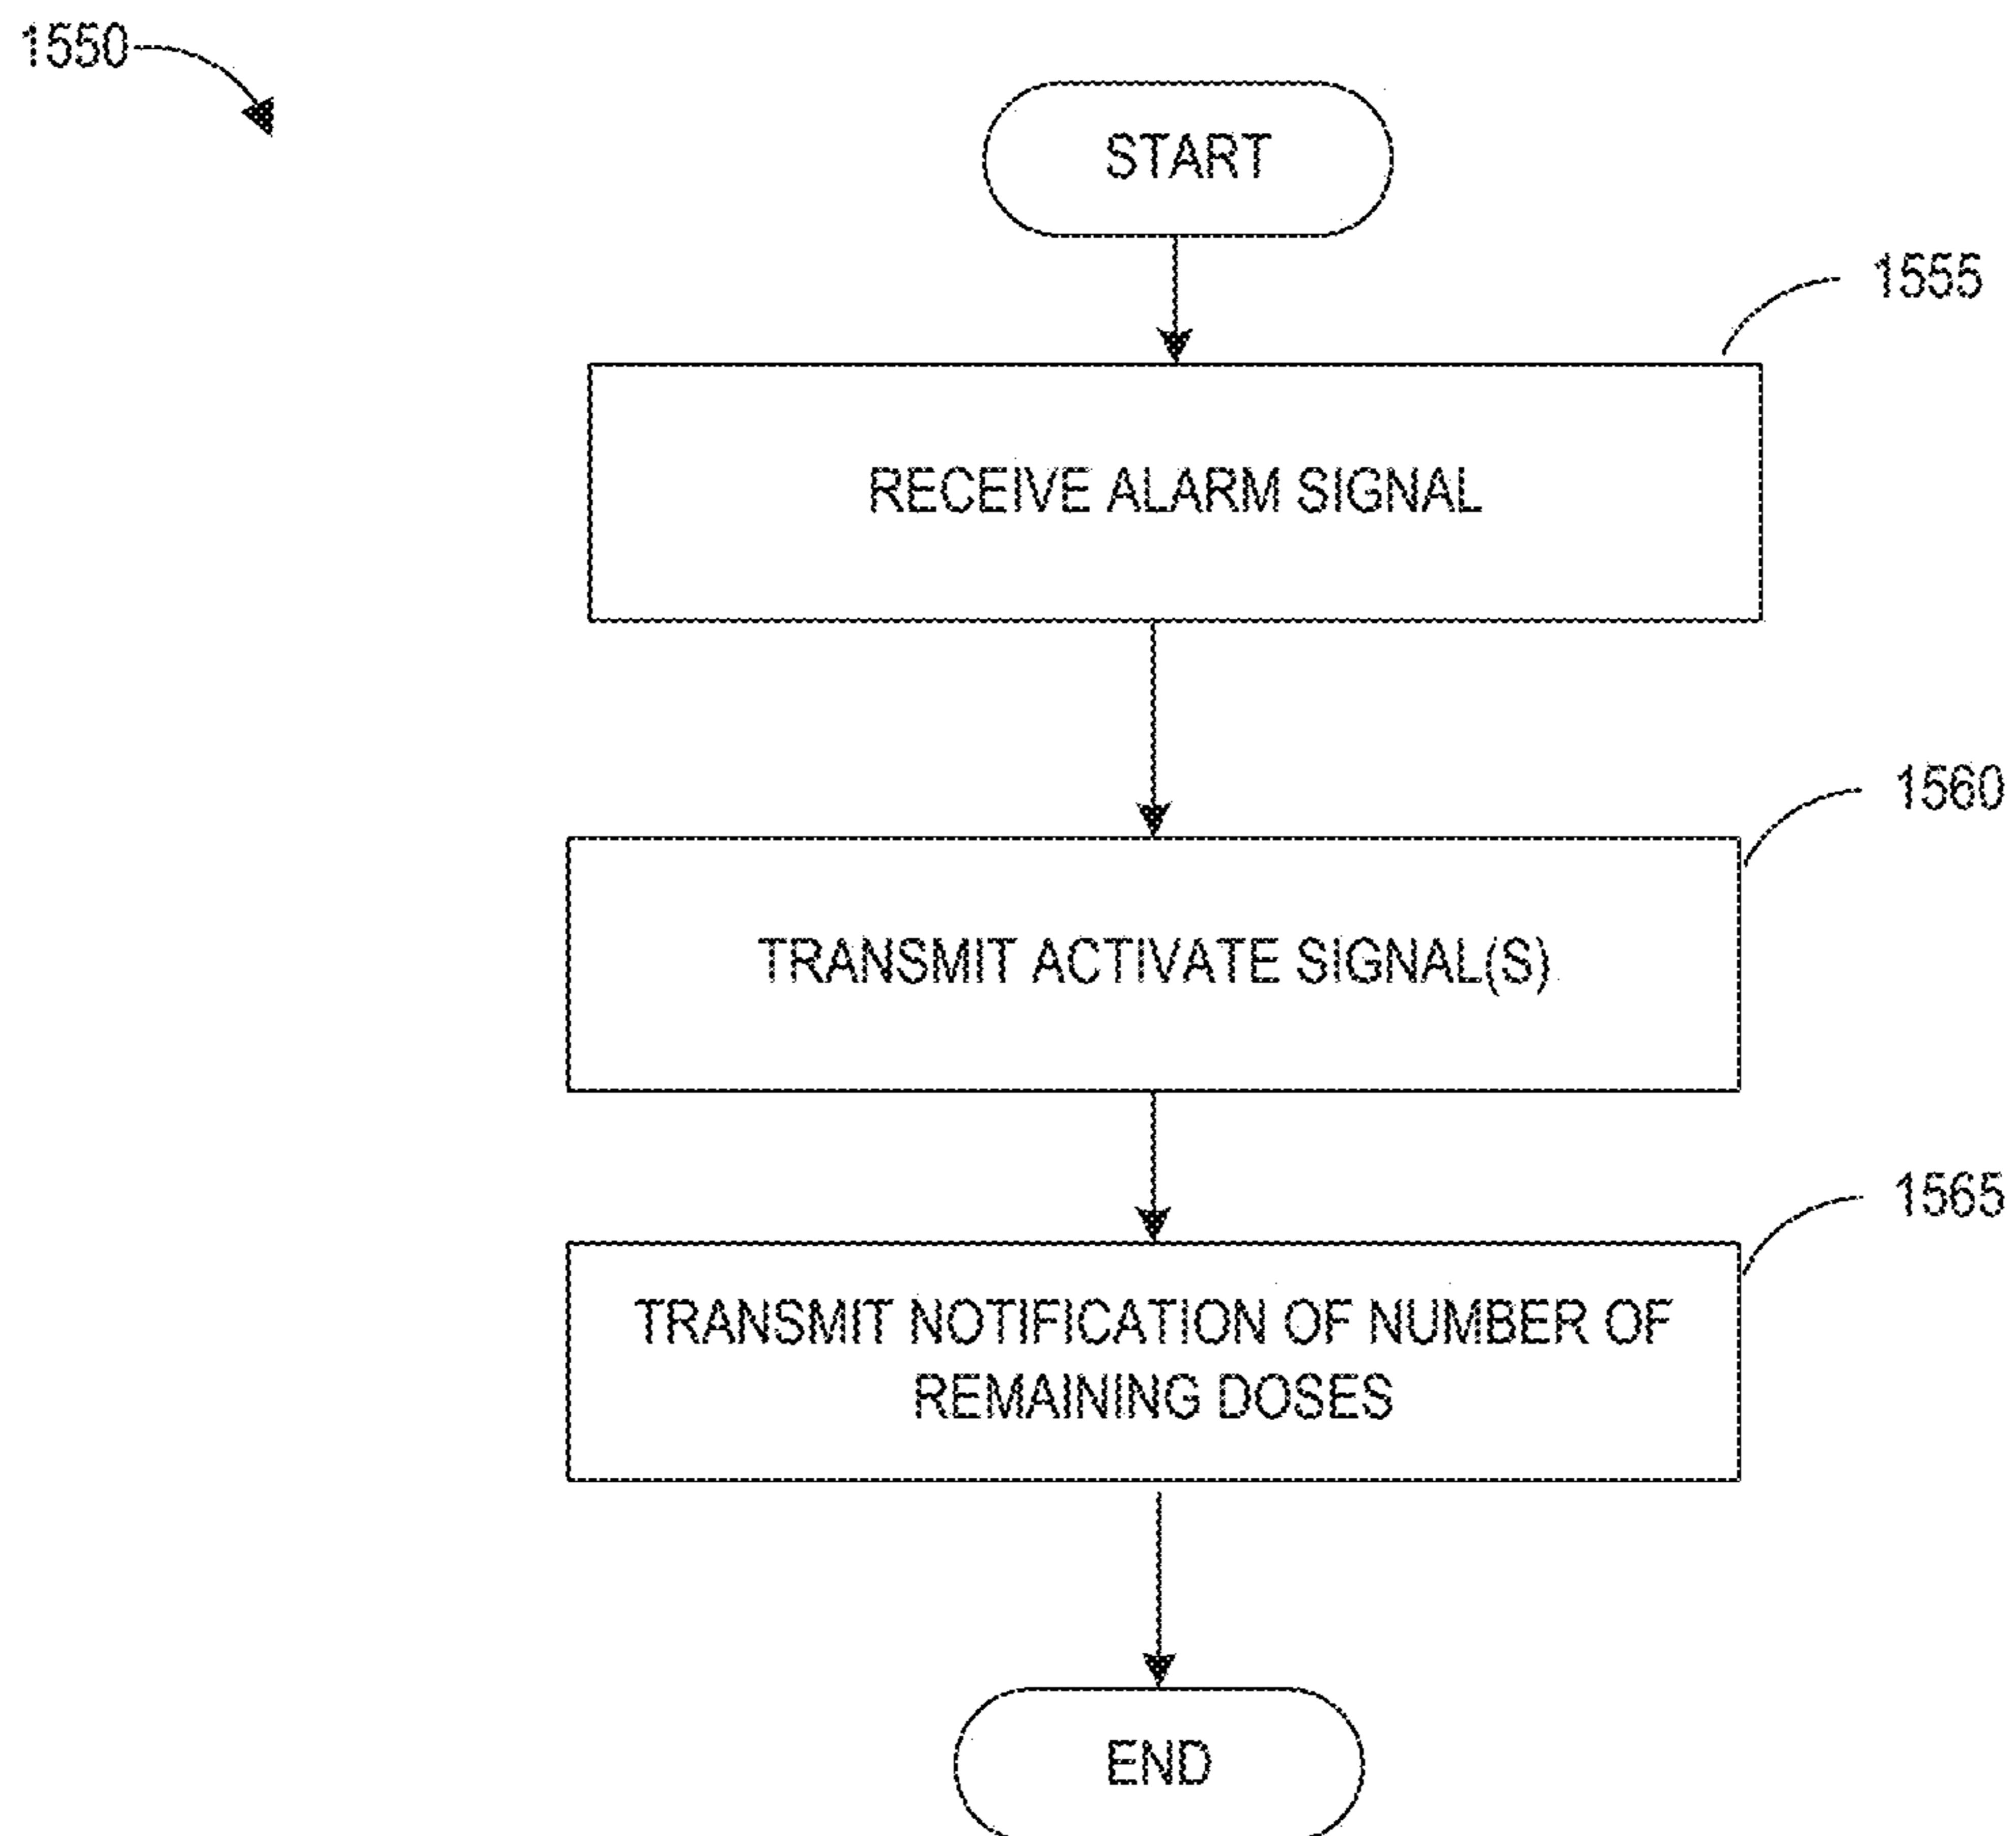 1550
START
1555
RECEIVE ALARM SIGNAL
1560
TRANSMIT ACTIVATE SIGNAL(S)
1565
TRANSMIT NOTIFICATION OF NUMBER OF
REMAINING DOSES
END